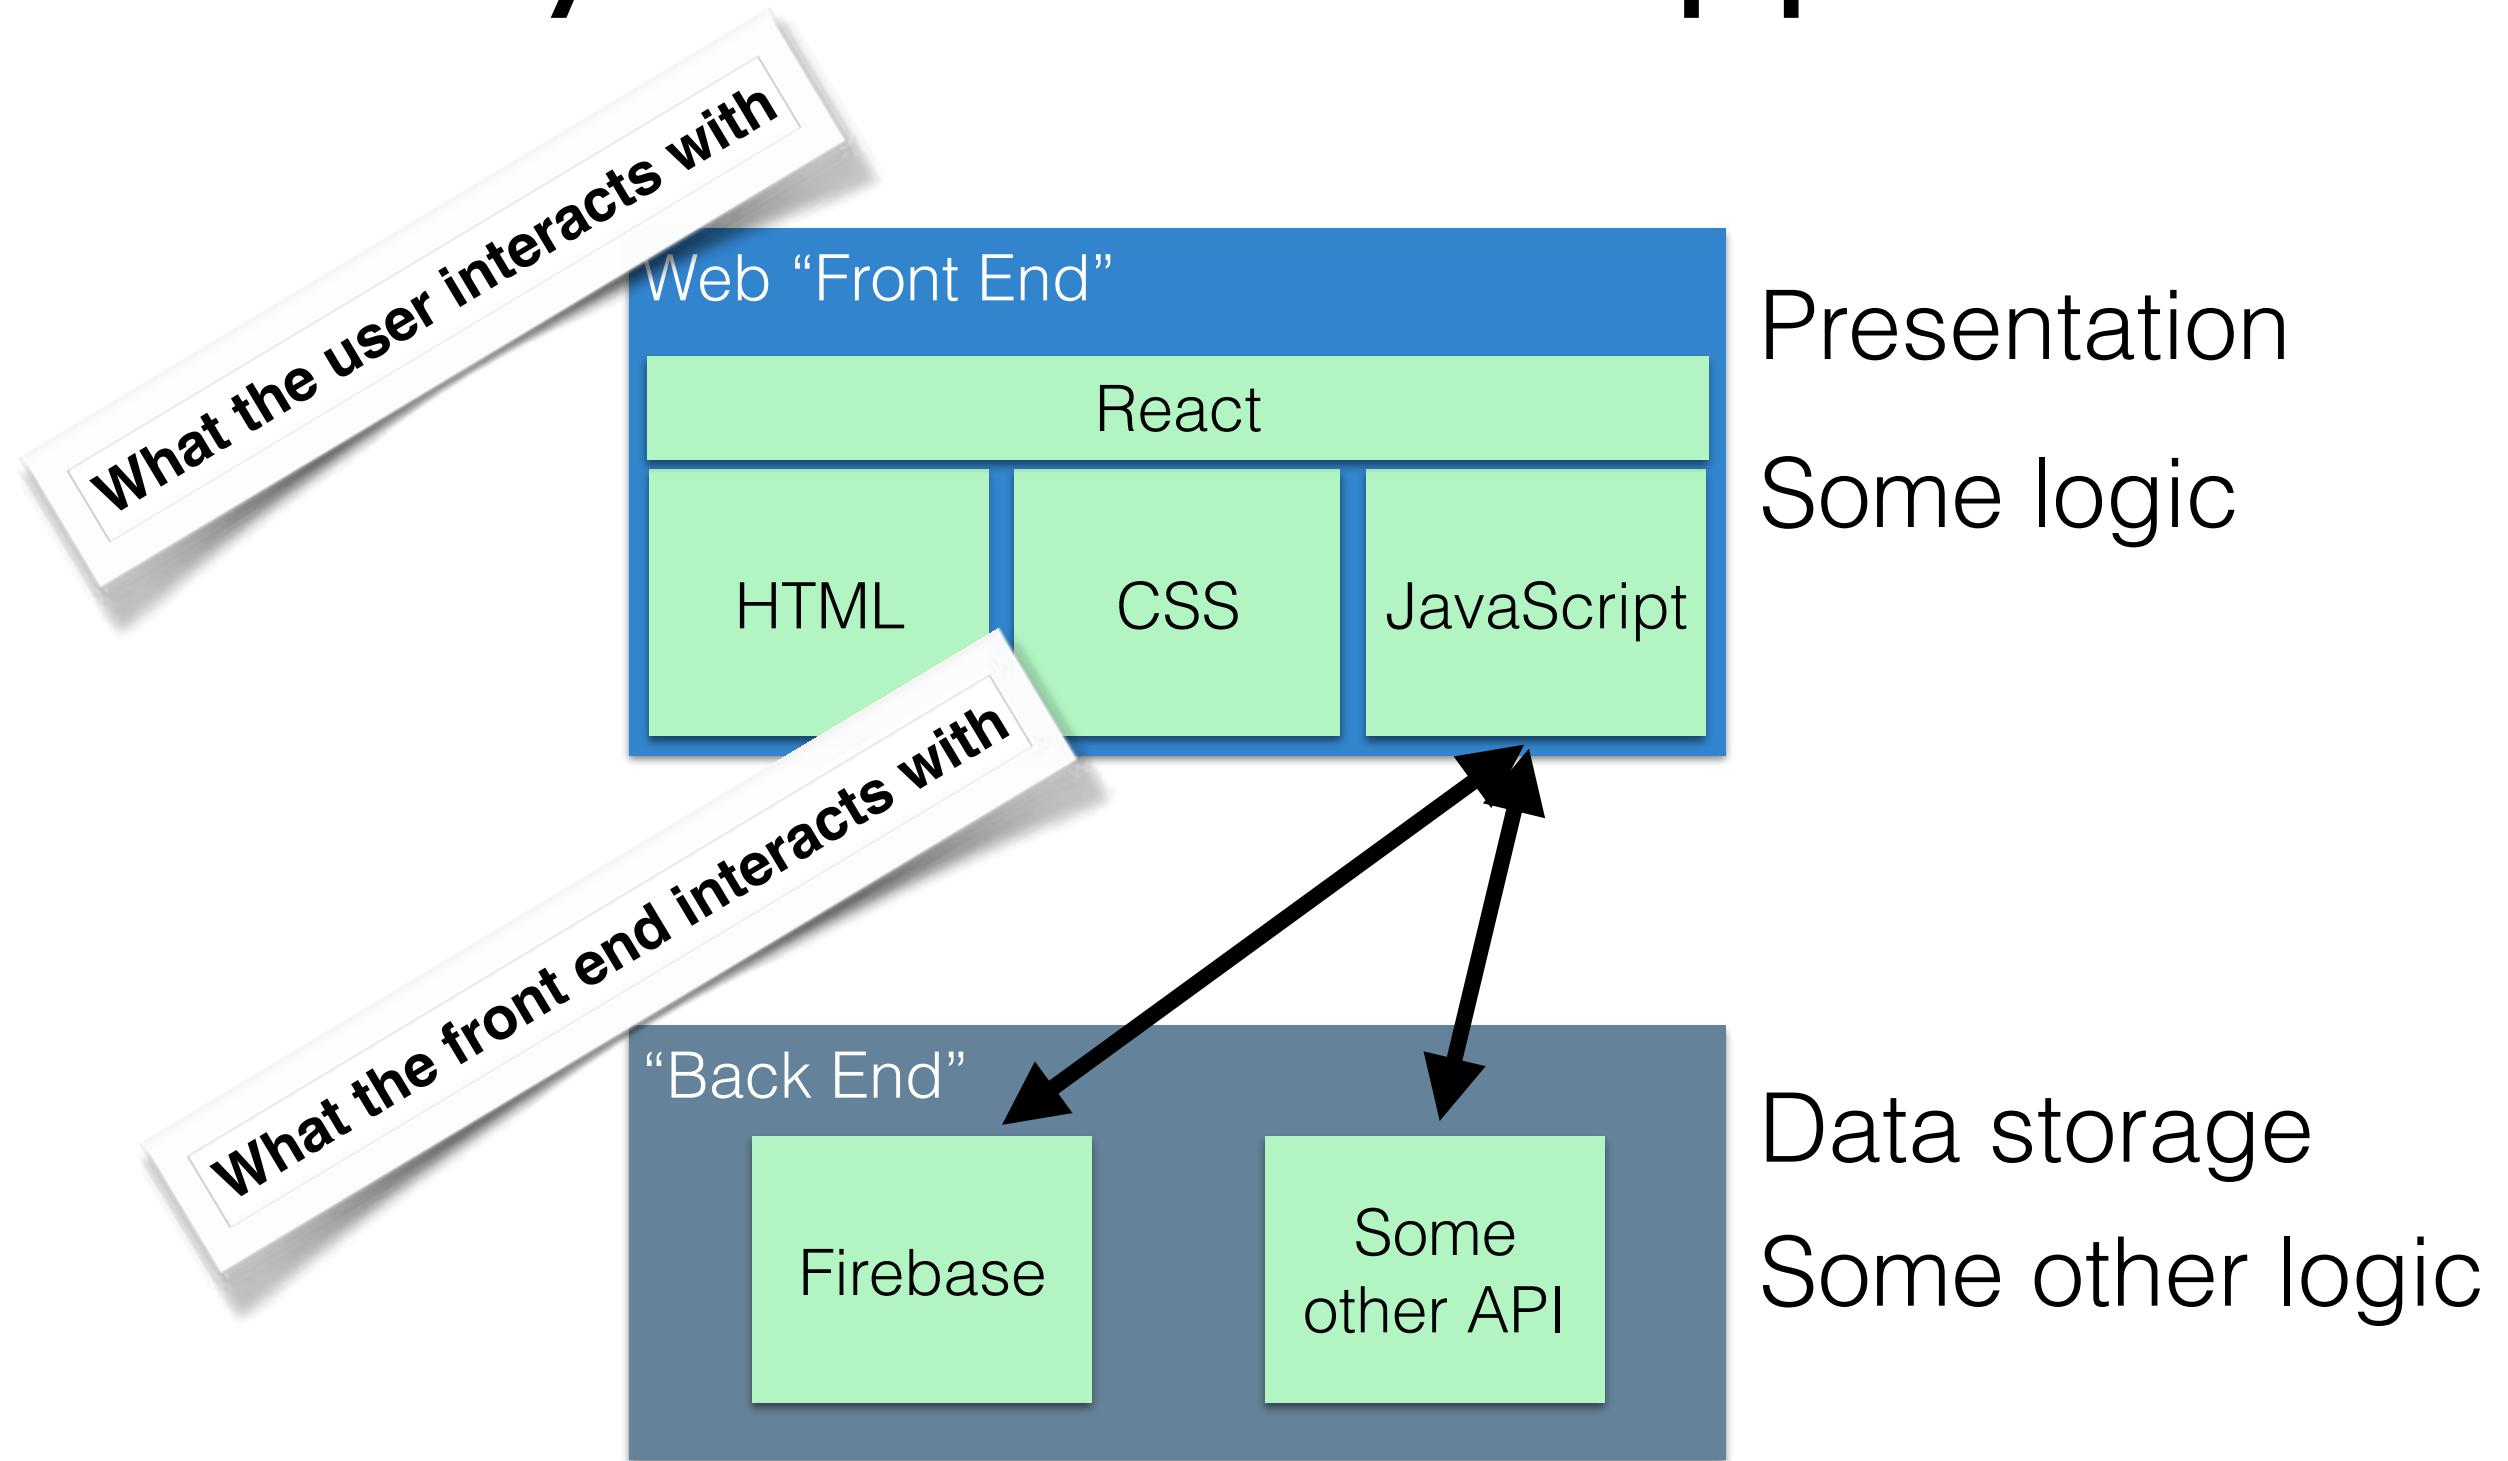 What the user interacts with
Web “Front End”
React
HTML
CSS
JavaScript
Presentation
Some logic
What the front end interacts with
“Back End”
Firebase
Some
other API
Data storage
Some other logic